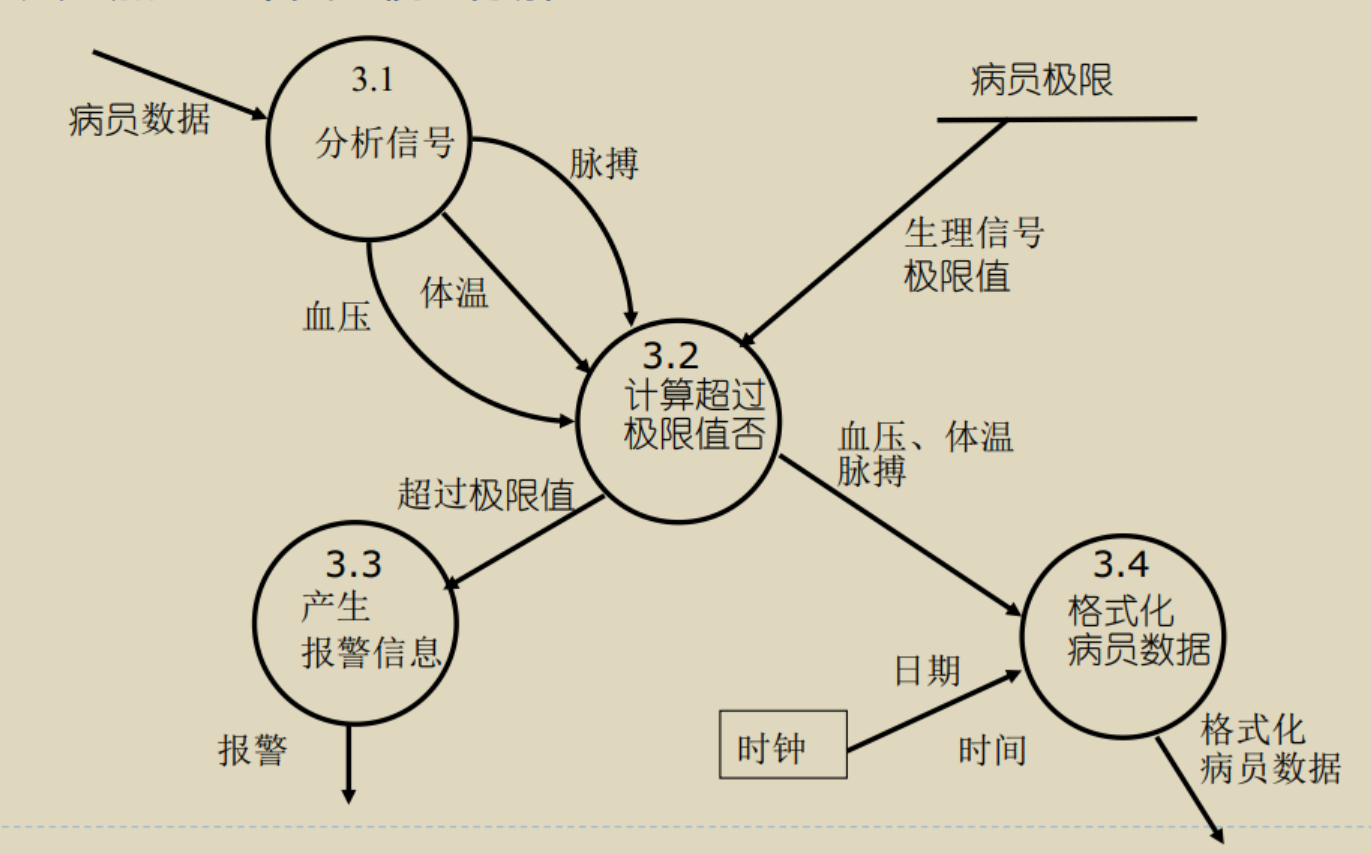 3.1
分析信号
病员数据
脉搏
病员极限
生理信号
极限值
体温
血压
3.2
计算超过
极限值否
血压、体温
脉搏
超过极限值
3.3
产生
报警信息
报警
3.4
格式化
病员数据
日期
时钟
时间
格式化
病员数据